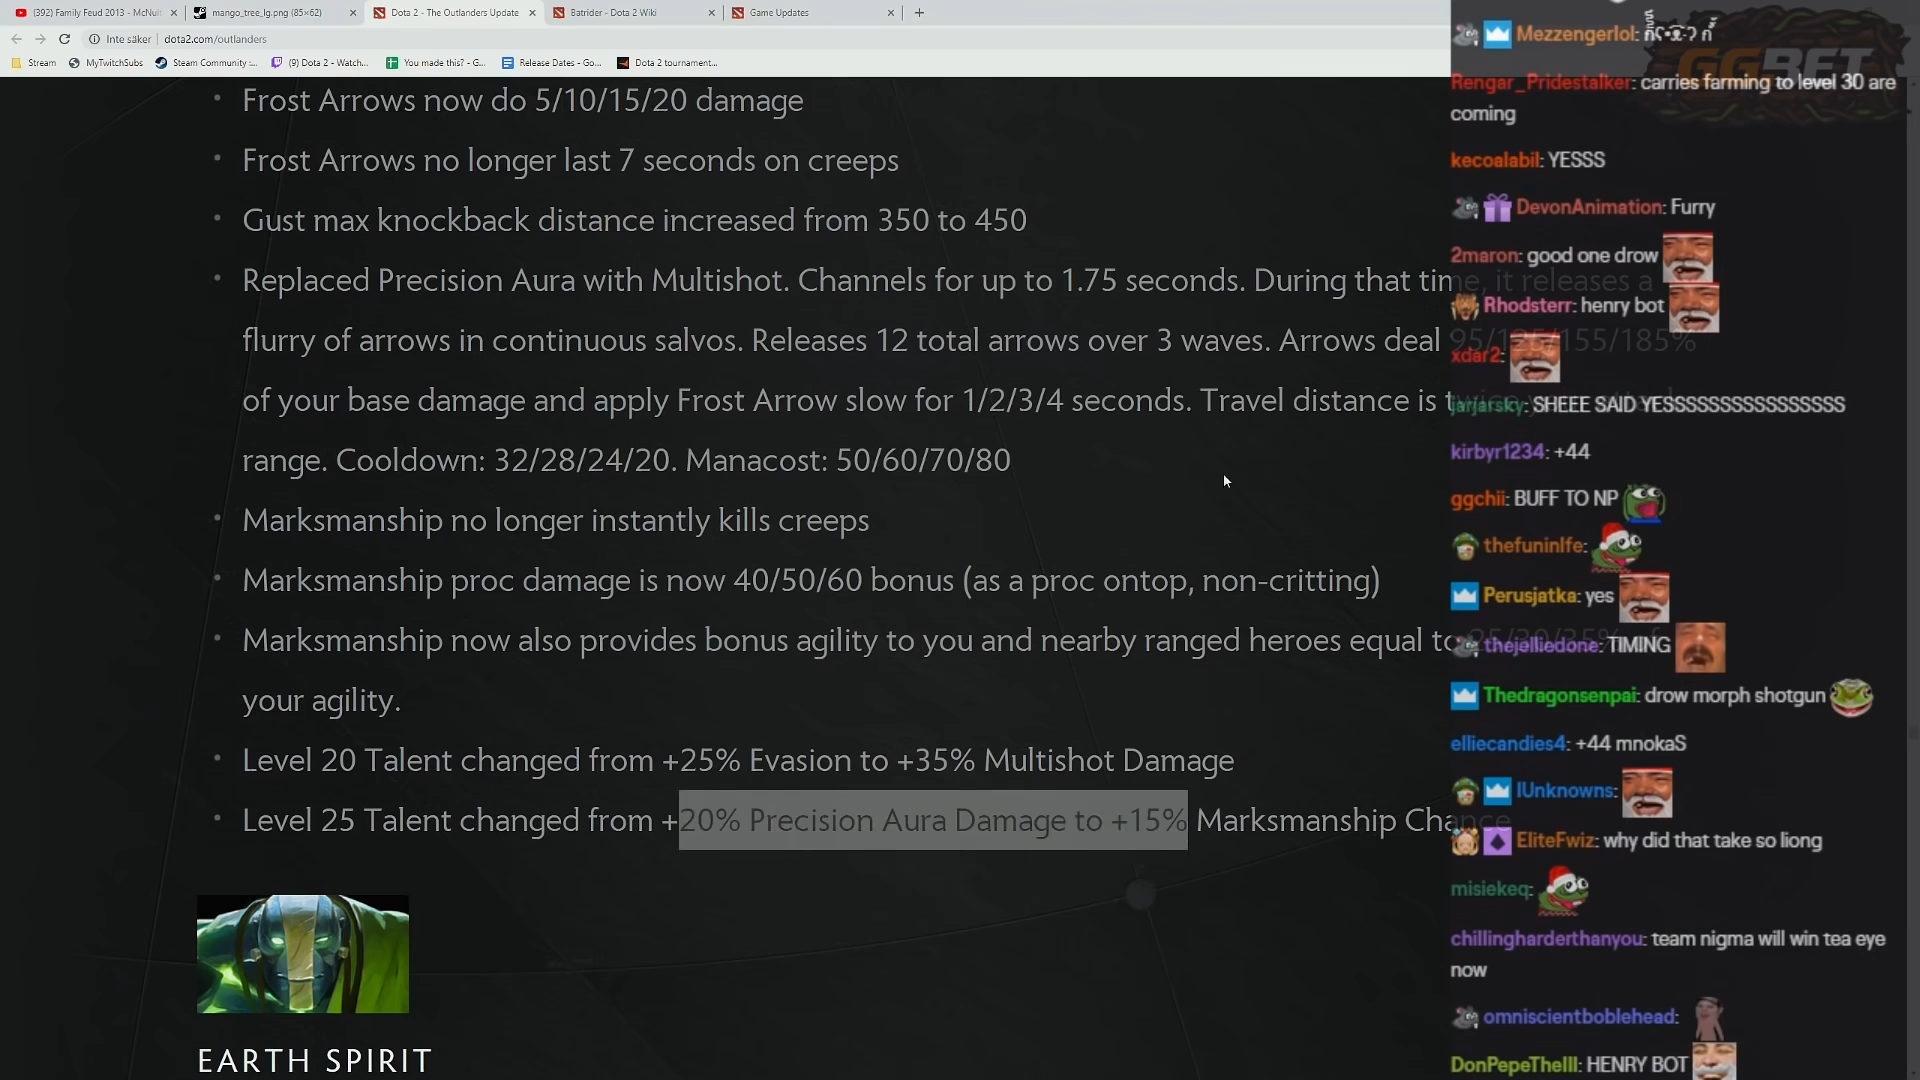 (392) Family Feud 2013 - McNul
mango_tree_lg.png (85×62)
Dota 2 - The Outlanders Update
Batrider - Dota 2 Wiki
Game Updates
Inte säker
dota2.com/outlanders
Stream
MyTwitchSubs
Steam Community :...
(9) Dota 2 - Watch...
You made this? - G...
Release Dates - Go...
Dota 2 tournament...
Frost Arrows now do 5/10/15/20 damage
Frost Arrows no longer last 7 seconds on creeps
Gust max knockback distance increased from 350 to 450
Replaced Precision Aura with Multishot. Channels for up to 1.75 seconds. During that time, it releases a
flurry of arrows in continuous salvos. Releases 12 total arrows over 3 waves. Arrows deal 95/125/155/185%
of your base damage and apply Frost Arrow slow for 1/2/3/4 seconds. Travel distance is
range. Cooldown: 32/28/24/20. Manacost: 50/60/70/80
Marksmanship no longer instantly kills creeps
Marksmanship proc damage is now 40/50/60 bonus (as a proc ontop, non-critting)
Marksmanship now also provides bonus agility to you and nearby ranged heroes equal to
your agility.
Level 20 Talent changed from +25% Evasion to +35% Multishot Damage
Level 25 Talent changed from +20% Precision Aura Damage to +15% Marksmanship Chance
EARTH SPIRIT
GGBET
Mezzengerlol:
Rengar_Pridestalker: carries farming to level 30 are
coming
kecoalabil: YESSS
DevonAnimation: Furry
2maron: good one drow
Rhodsterr: henry bot
xdar2:
jarjarsky: SHEEE SAID YESSSSSSSSSSSSSSSS
kirbyr1234: +44
ggchii: BUFF TO NP
thefuninlfe:
Perusjatka: yes
thejelliedone: TIMING
Thedragonsenpai: drow morph shotgun
elliecandies4: +44 mnokaS
IUnknowns:
EliteFwiz: why did that take so liong
misiekeq:
chillingharderthanyou: team nigma will win tea eye
now
omniscientboblehead:
DonPepeTheIII: HENRY BOT